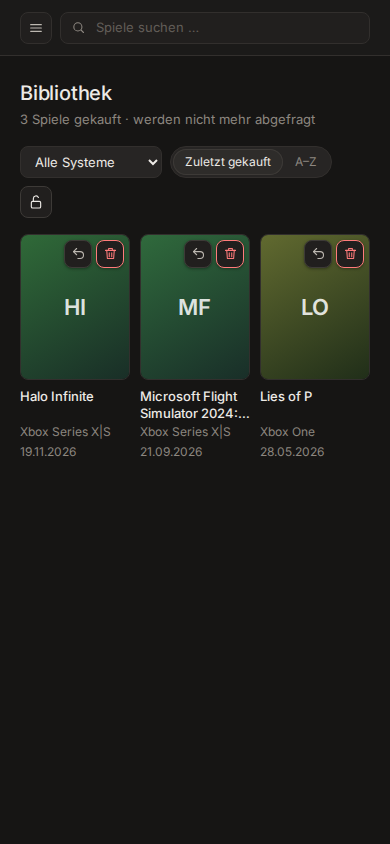 Spiele suchen ...
Bibliothek
3 Spiele gekauft · werden nicht mehr abgefragt
Alle Systeme
Zuletzt gekauft
A–Z
HI
MF
LO
Halo Infinite
Microsoft Flight
Simulator 2024:...
Lies of P
Xbox Series X|S
Xbox Series X|S
Xbox One
19.11.2026
21.09.2026
28.05.2026